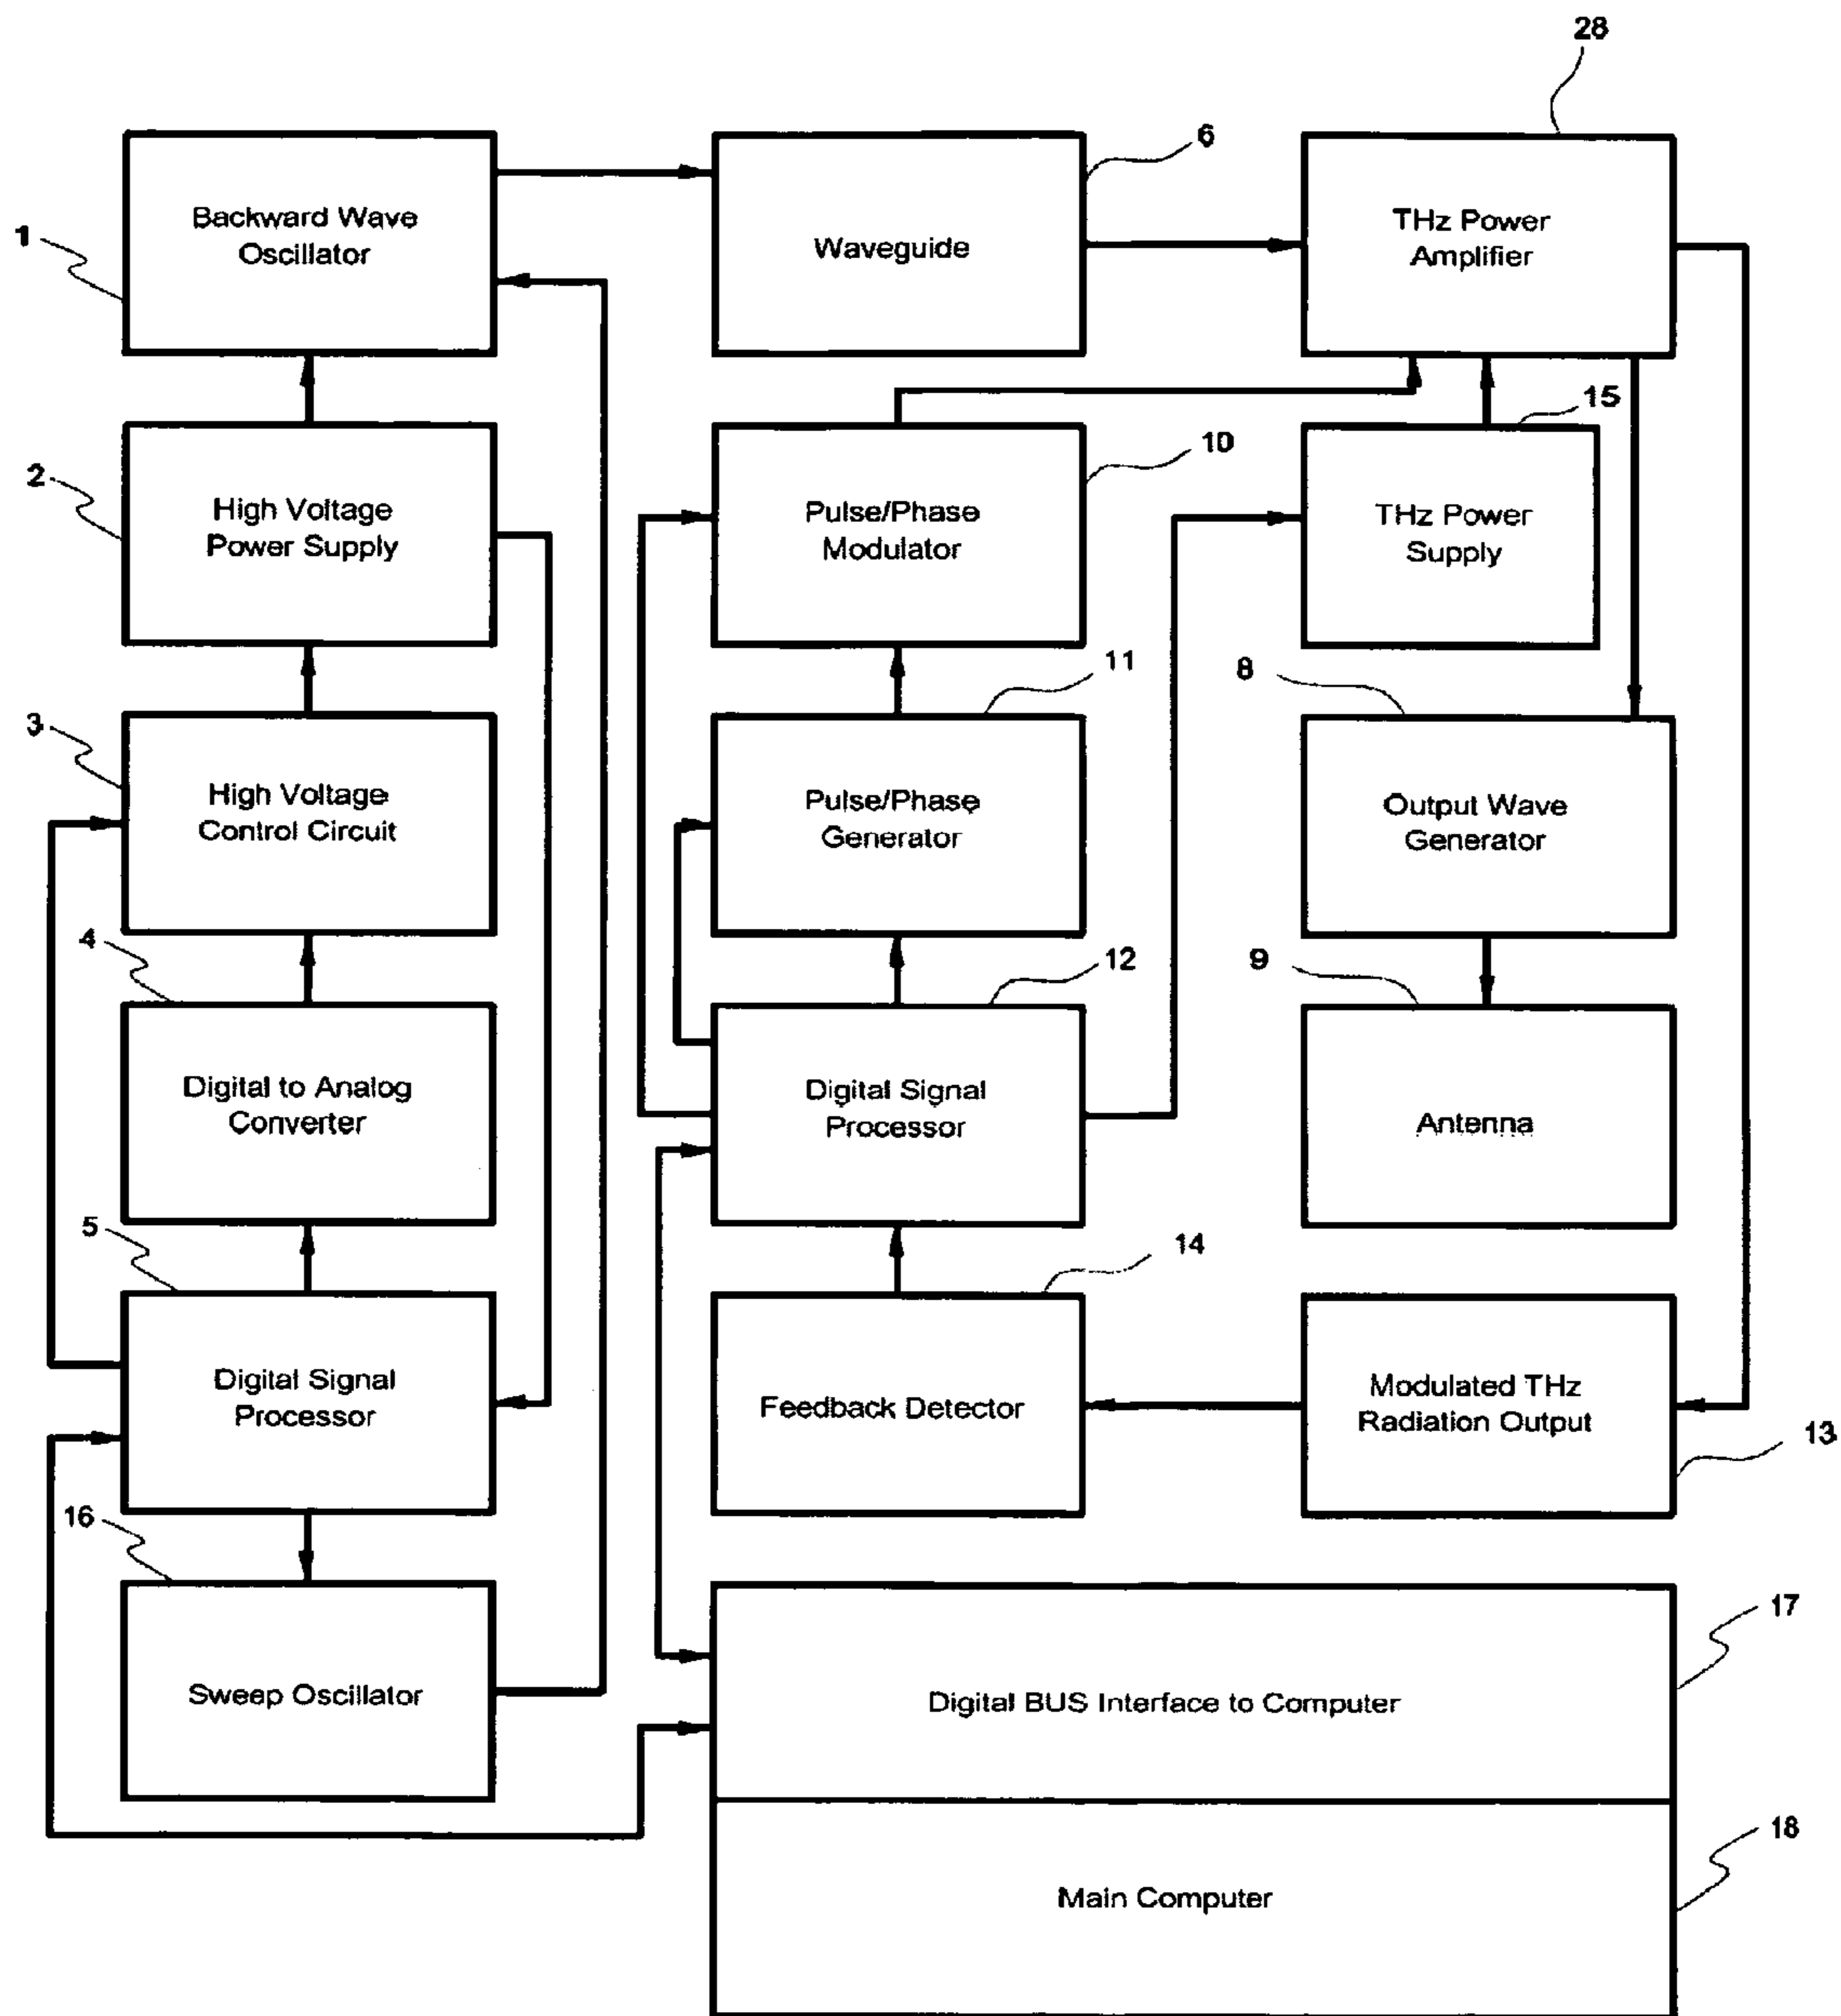 28
6
1
Backward Wave
Oscillator
Waveguide
THz Power
Amplifier
15
2
10
High Voltage
Power Supply
Pulse/Phase
Modulator
THz Power
Supply
11
8
3
High Voltage
Control Circuit
Pulse/Phase
Generator
Output Wave
Generator
4
12
9
Digital to Analog
Converter
Digital Signal
Processor
Antenna
5
14
Digital Signal
Processor
Feedback Detector
Modulated THz
Radiation Output
13
16
17
Sweep Oscillator
Digital BUS Interface to Computer
18
Main Computer